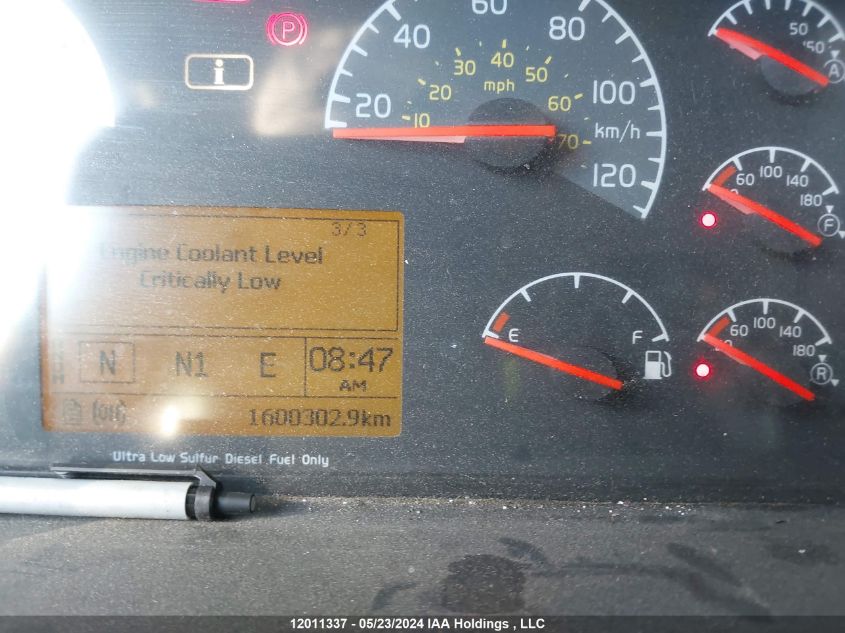 P
i
20 40 60 80 100 120
km/h
10 20 30 40 50 60 70
mph
50 150
A
60 100 140 180
F
E F
60 100 140 180
R
3/3
Engine Coolant Level
Critically Low
N N1 E 08:47
AM
1600302.9km
Ultra Low Sulfur Diesel Fuel Only
12011337 - 05/23/2024 IAA Holdings , LLC